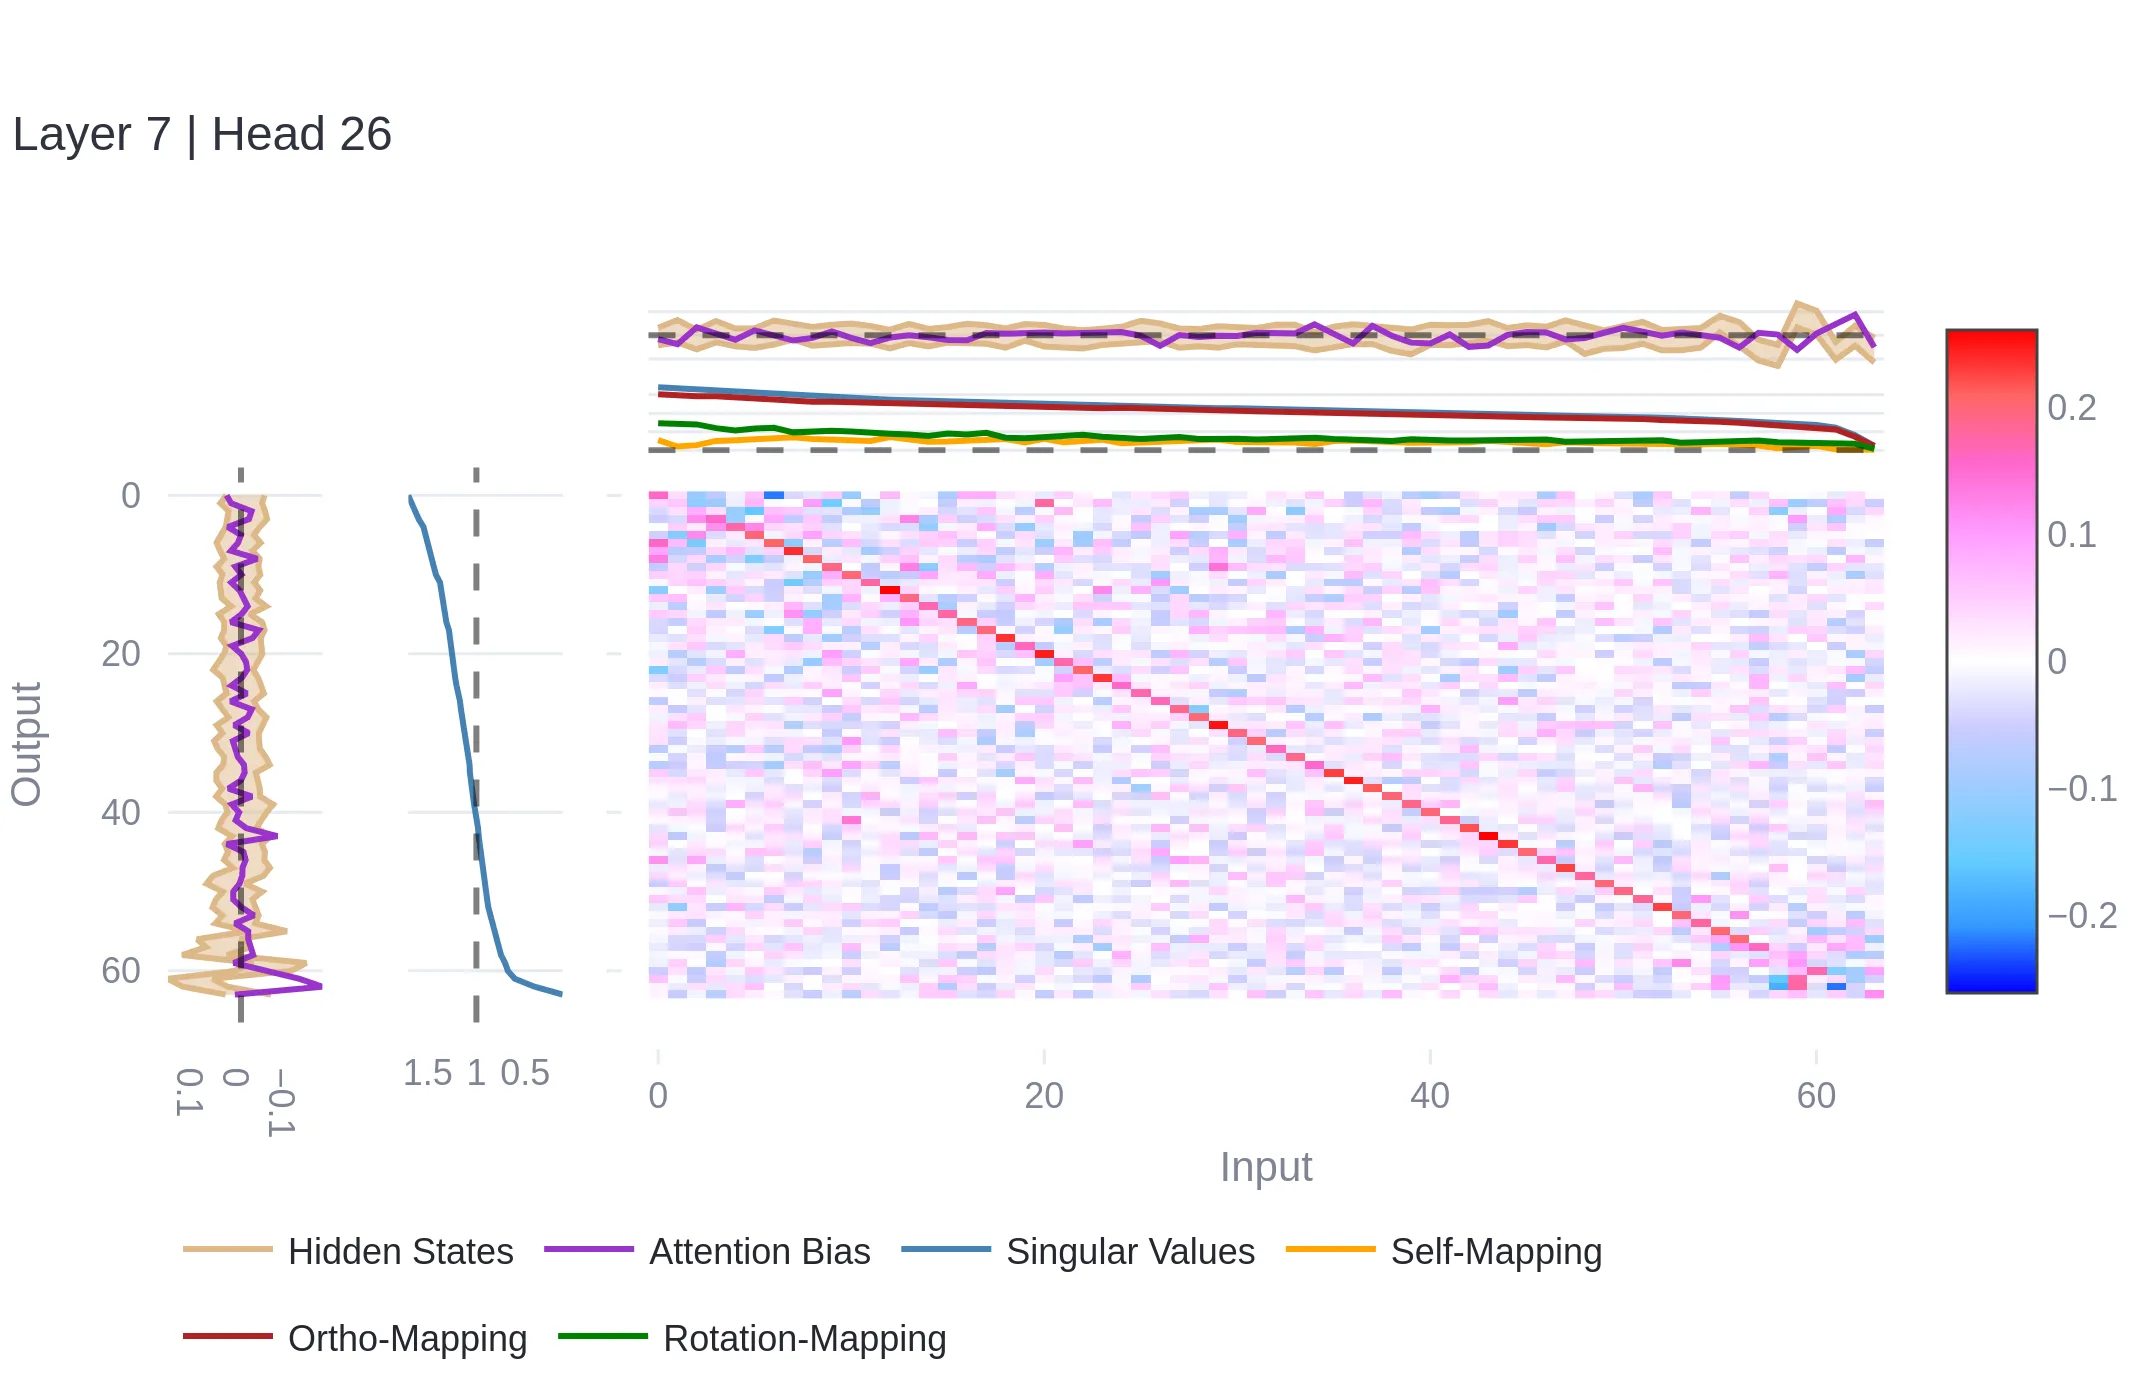 Layer 7 | Head 26
0
20
40
60
Output
0.1
0
−0.1
1.5 1 0.5
0 20 40 60
Input
0.2
0.1
0
−0.1
−0.2
Hidden States Attention Bias Singular Values Self-Mapping
Ortho-Mapping Rotation-Mapping